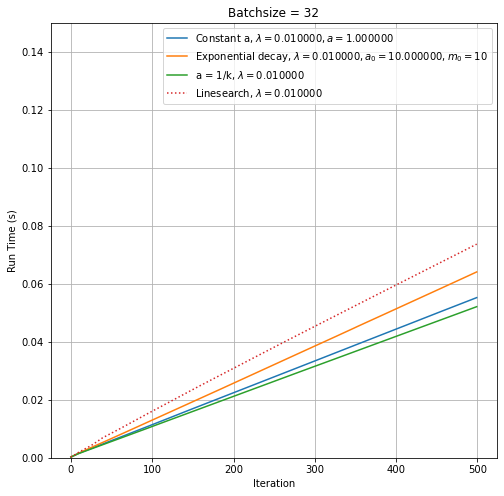 Batchsize = 32
Constant a, λ = 0.010000, a = 1.000000
Exponential decay, λ = 0.010000, a₀ = 10.000000, m₀ = 10
a = 1/k, λ = 0.010000
Linesearch, λ = 0.010000
0.14
0.12
0.10
0.08
0.06
0.04
0.02
0.00
Run Time (s)
0 100 200 300 400 500
Iteration